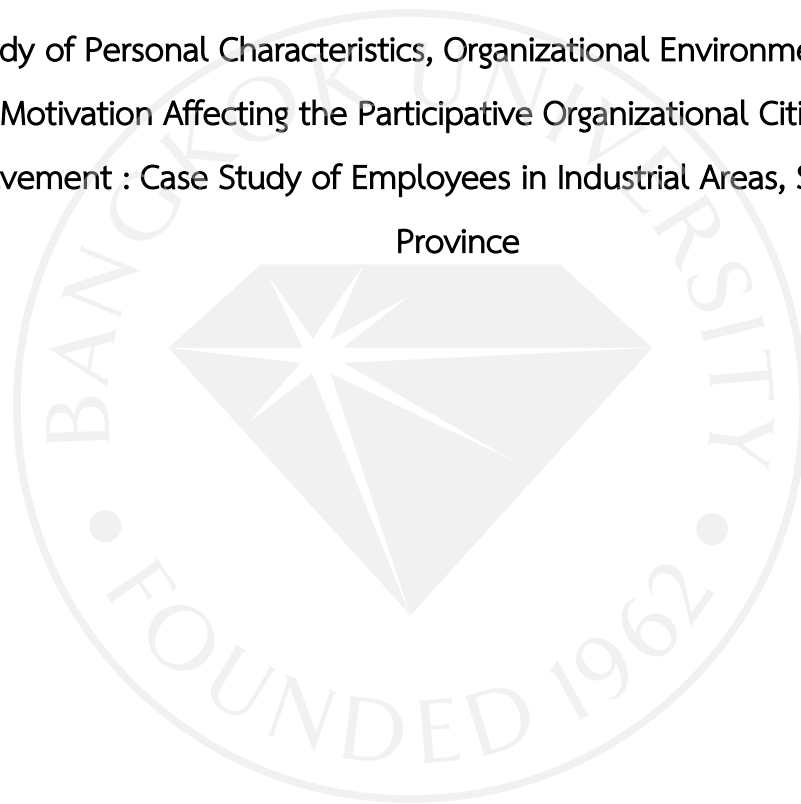 dy of Personal Characteristics, Organizational Environme
Motivation Affecting the Participative Organizational Citi
vement : Case Study of Employees in Industrial Areas, S
Province
BANGKOK UNIVERSITY
FOUNDED 1962